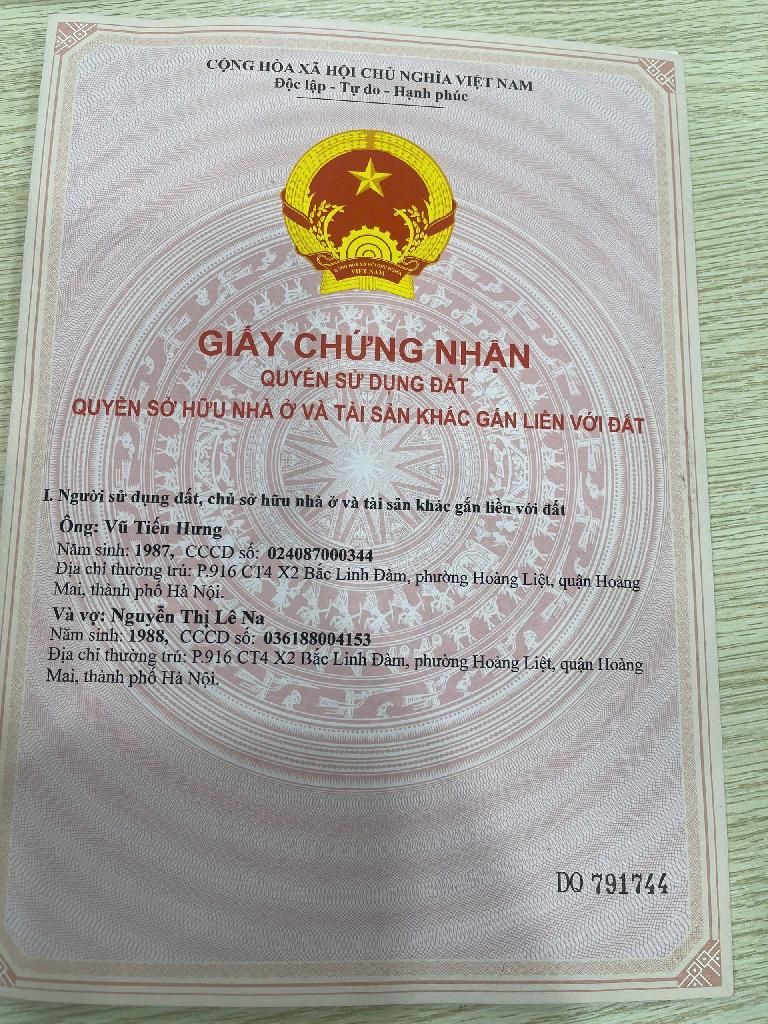 CỘNG HÒA XÃ HỘI CHỦ NGHĨA VIỆT NAM
Độc lập - Tự do - Hạnh phúc
VIỆT NAM
GIẤY CHỨNG NHẬN
QUYỀN SỬ DỤNG ĐẤT
QUYỀN SỞ HỮU NHÀ Ở VÀ TÀI SẢN KHÁC GẮN LIỀN VỚI ĐẤT
I. Người sử dụng đất, chủ sở hữu nhà ở và tài sản khác gắn liền với đất
Ông: Vũ Tiến Hưng
Năm sinh: 1987, CCCD số: 024087000344
Địa chỉ thường trú: P.916 CT4 X2 Bắc Linh Đàm, phường Hoàng Liệt, quận Hoàng
Mai, thành phố Hà Nội.
Và vợ: Nguyễn Thị Lê Na
Năm sinh: 1988, CCCD số: 036188004153
Địa chỉ thường trú: P.916 CT4 X2 Bắc Linh Đàm, phường Hoàng Liệt, quận Hoàng
Mai, thành phố Hà Nội.
DO 791744